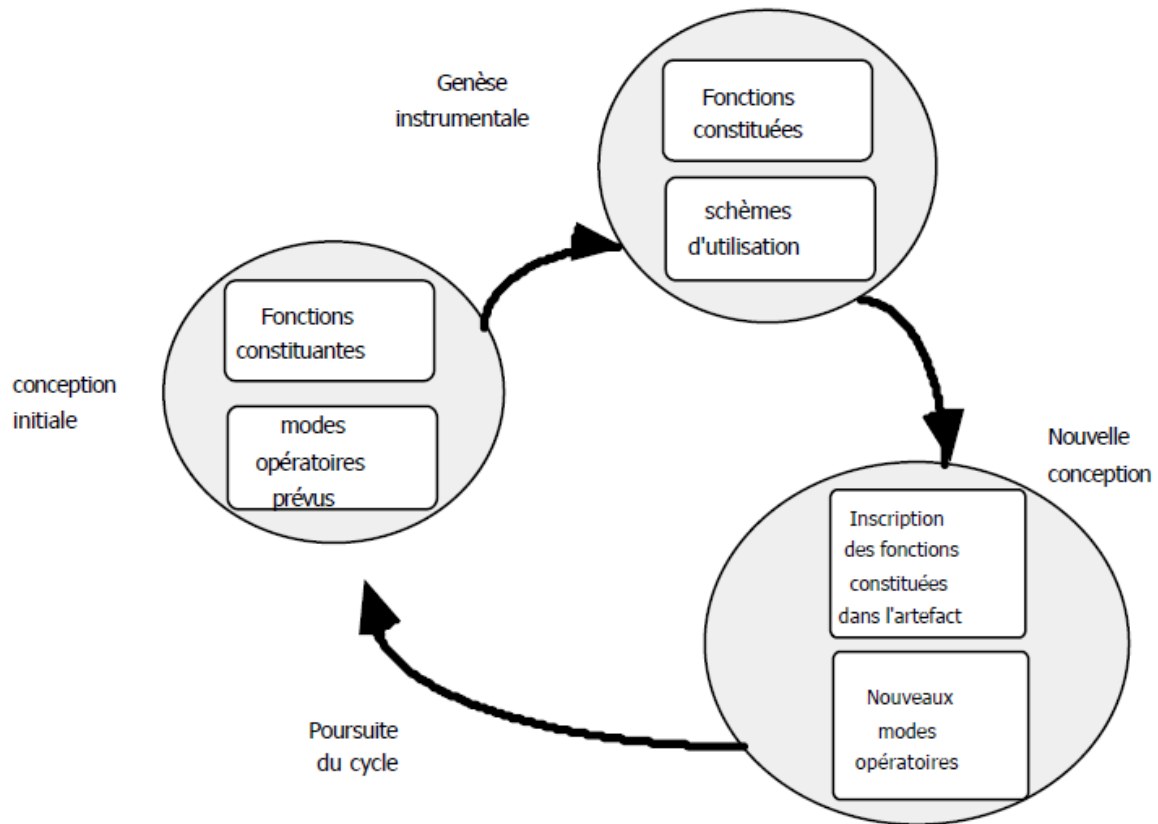 Genèse
instrumentale
Fonctions
constituées
schèmes
d'utilisation
conception
initiale
Fonctions
constituantes
modes
opératoires
prévus
Nouvelle
conception
Inscription
des fonctions
constituées
dans l'artefact
Nouveaux
modes
opératoires
Poursuite
du cycle